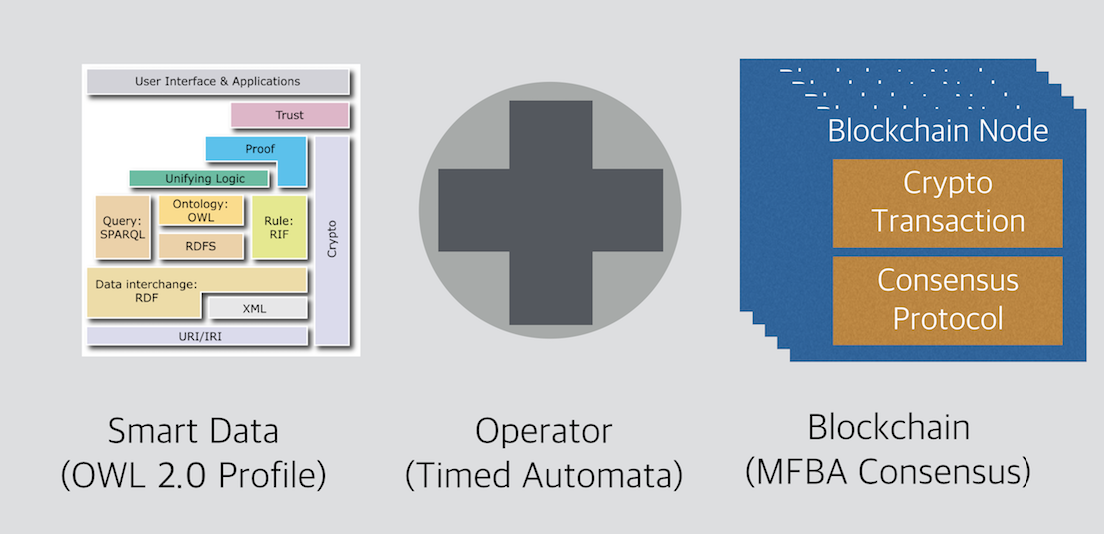 User Interface & Applications
Trust
Proof
Unifying Logic
Query:
SPARQL
Ontology:
OWL
RDFS
Rule:
RIF
Crypto
Data interchange:
RDF
XML
URI/IRI
Smart Data
(OWL 2.0 Profile)
Operator
(Timed Automata)
Blockchain Node
Crypto
Transaction
Consensus
Protocol
Blockchain
(MFBA Consensus)